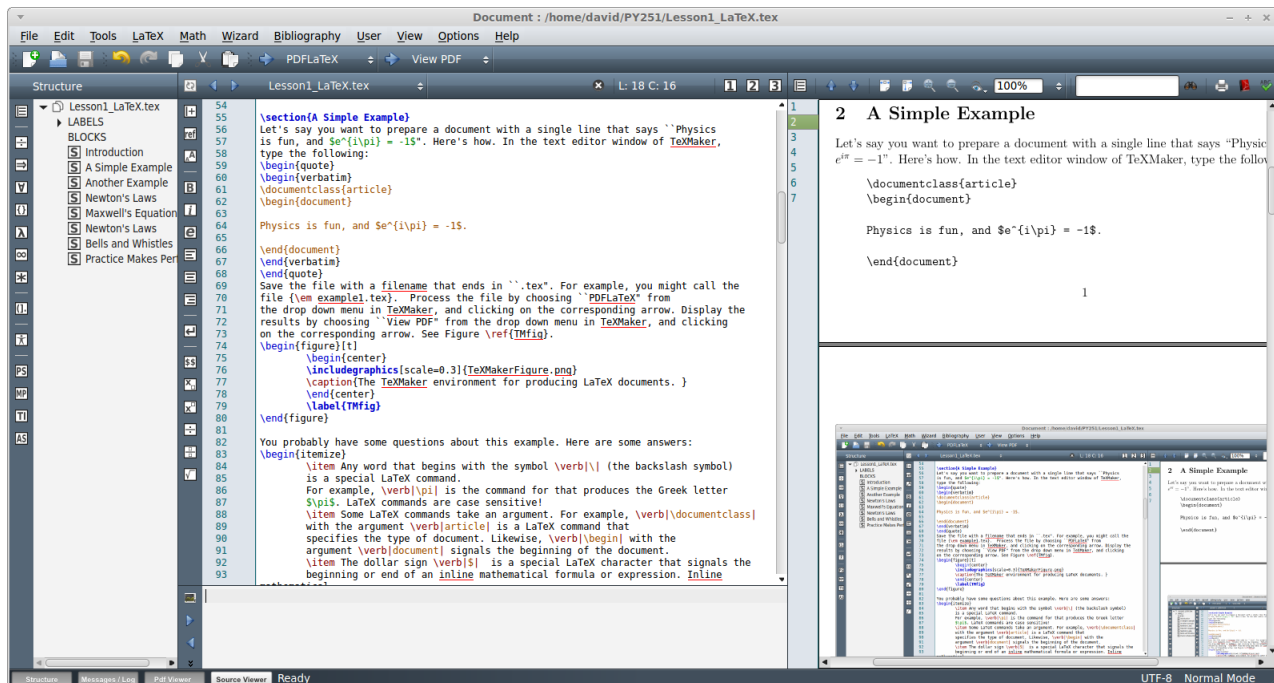 Document : /home/david/PY251/Lesson1_LaTeX.tex
File Edit Tools LaTeX Math Wizard Bibliography User View Options Help
PDFLaTeX View PDF
Structure Lesson1_LaTeX.tex L: 18 C: 16 1 2 3 100%
Lesson1_LaTeX.tex
LABELS
BLOCKS
Introduction
A Simple Example
Another Example
Newton's Laws
Maxwell's Equation
Newton's Laws
Bells and Whistles
Practice Makes Perf
54
55 \section{A Simple Example}
56 Let's say you want to prepare a document with a single line that says ``Physics
57 is fun, and $e^{i\pi} = -1$". Here's how. In the text editor window of TeXMaker,
58 type the following:
59 \begin{quote}
60 \begin{verbatim}
61 \documentclass{article}
62 \begin{document}
63
64 Physics is fun, and $e^{i\pi} = -1$.
65
66 \end{document}
67 \end{verbatim}
68 \end{quote}
69 Save the file with a filename that ends in ``.tex". For example, you might call the
70 file {\em example1.tex}.  Process the file by choosing ``PDFLaTeX" from
71 the drop down menu in TeXMaker, and clicking on the corresponding arrow. Display the
72 results by choosing ``View PDF" from the drop down menu in TeXMaker, and clicking
73 on the corresponding arrow. See Figure \ref{TMfig}.
74 \begin{figure}[t]
75 \begin{center}
76 \includegraphics[scale=0.3]{TeXMakerFigure.png}
77 \caption{The TeXMaker environment for producing LaTeX documents. }
78 \end{center}
79 \label{TMfig}
80 \end{figure}
81
82 You probably have some questions about this example. Here are some answers:
83 \begin{itemize}
84 \item Any word that begins with the symbol \verb|\| (the backslash symbol)
85 is a special LaTeX command.
86 For example, \verb|\pi| is the command for that produces the Greek letter
87 $\pi$. LaTeX commands are case sensitive!
88 \item Some LaTeX commands take an argument. For example, \verb|\documentclass|
89 with the argument \verb|article| is a LaTeX command that
90 specifies the type of document. Likewise, \verb|\begin| with the
91 argument \verb|document| signals the beginning of the document.
92 \item The dollar sign \verb|$|  is a special LaTeX character that signals the
93 beginning or end of an inline mathematical formula or expression. Inline
1
2
3
4
5
6
7
2 A Simple Example
Let's say you want to prepare a document with a single line that says “Physic
e^{iπ} = −1”. Here's how. In the text editor window of TeXMaker, type the follow
\documentclass{article}
\begin{document}
Physics is fun, and $e^{i\pi} = -1$.
\end{document}
1
Structure Messages / Log Pdf Viewer Source Viewer Ready UTF-8 Normal Mode